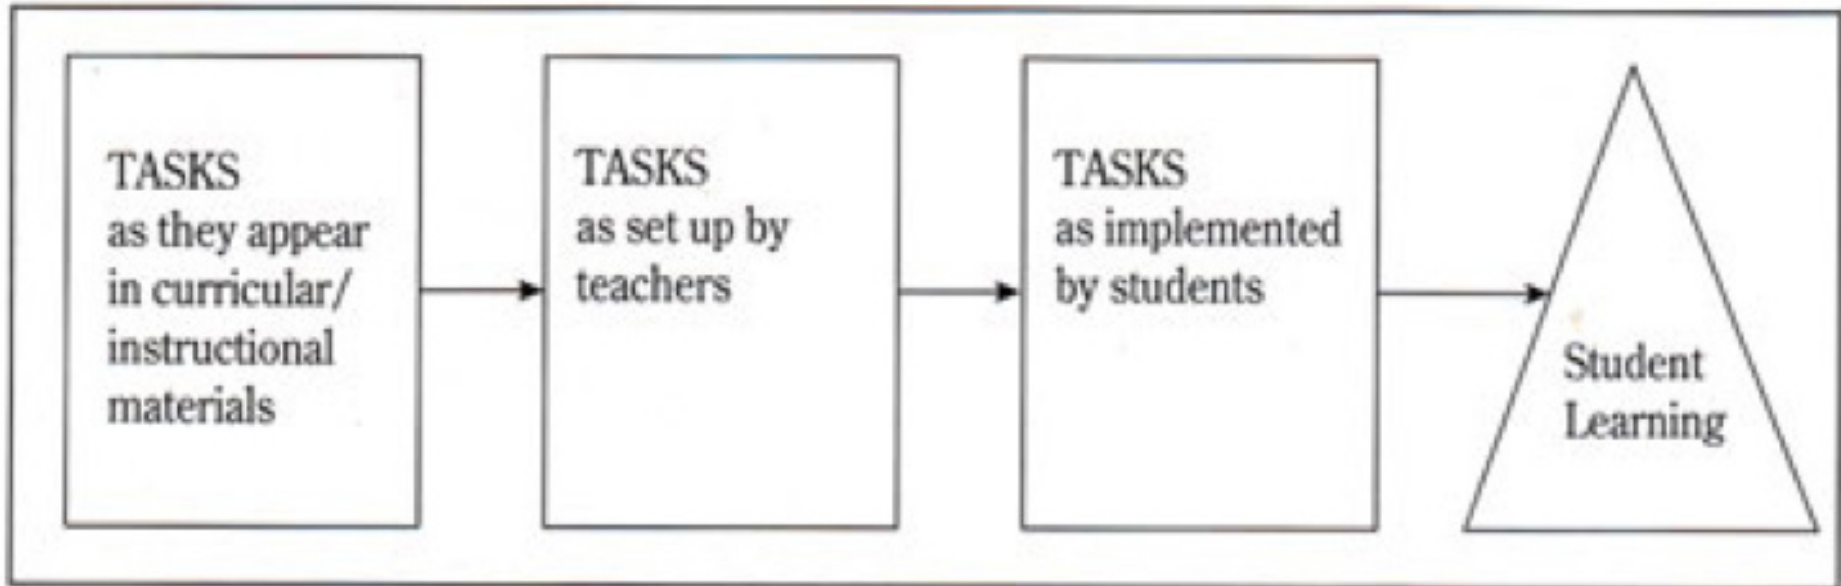 TASKS
as they appear
in curricular/
instructional
materials
TASKS
as set up by
teachers
TASKS
as implemented
by students
Student
Learning